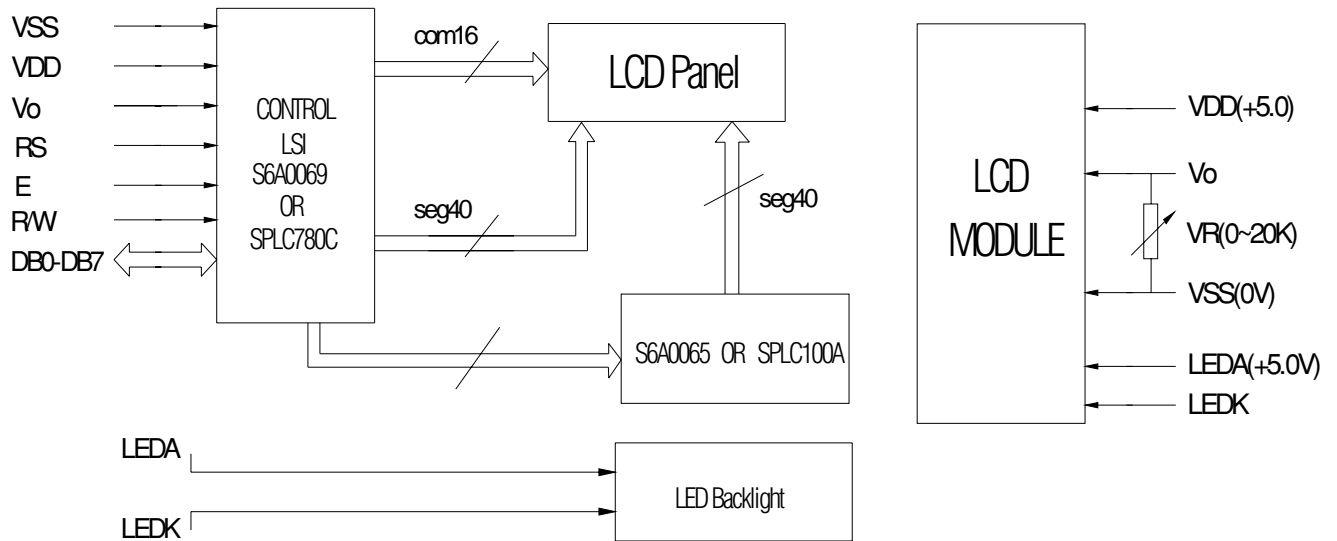 VSS
VDD
Vo
RS
E
R/W
DB0-DB7
CONTROL
LSI
S6A0069
OR
SPLC780C
com16
seg40
LCD Panel
seg40
S6A0065 OR SPLC100A
LEDA
LEDK
LED Backlight
LCD
MODULE
VDD(+5.0)
Vo
VR(0~20K)
VSS(0V)
LEDA(+5.0V)
LEDK